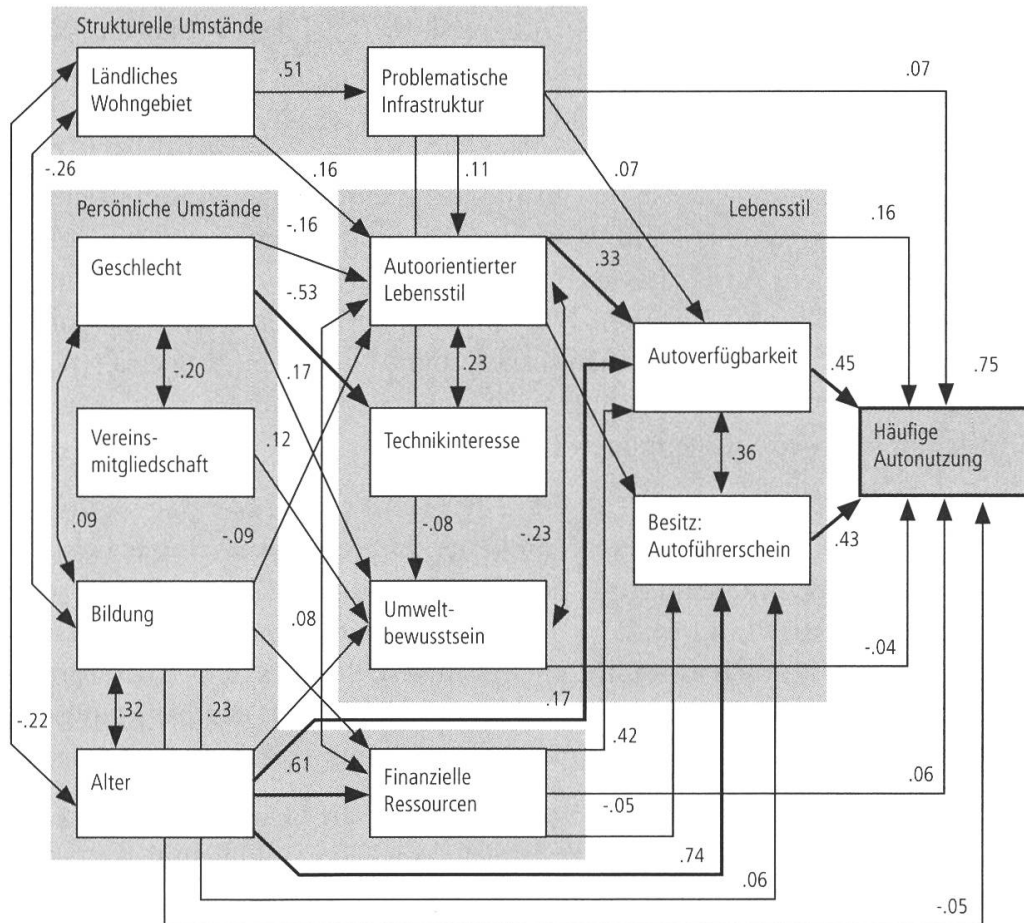 Strukturelle Umstände
Ländliches
Wohngebiet
.51
Problematische
Infrastruktur
.07
-.26
.16
.11
.07
Persönliche Umstände
Lebensstil
-.16
.16
Geschlecht
Autoorientierter
Lebensstil
.33
-.53
-.20
.17
.23
Autoverfügbarkeit
.45
.75
Vereins-
mitgliedschaft
.12
Technikinteresse
Häufige
Autonutzung
.36
.09
-.09
-.08
-.23
Besitz:
Autoführerschein
.43
Bildung
.08
Umwelt-
bewusstsein
-.04
-.22
.32
.23
.17
.42
Alter
.61
Finanzielle
Ressourcen
.06
-.05
.74
.06
-.05